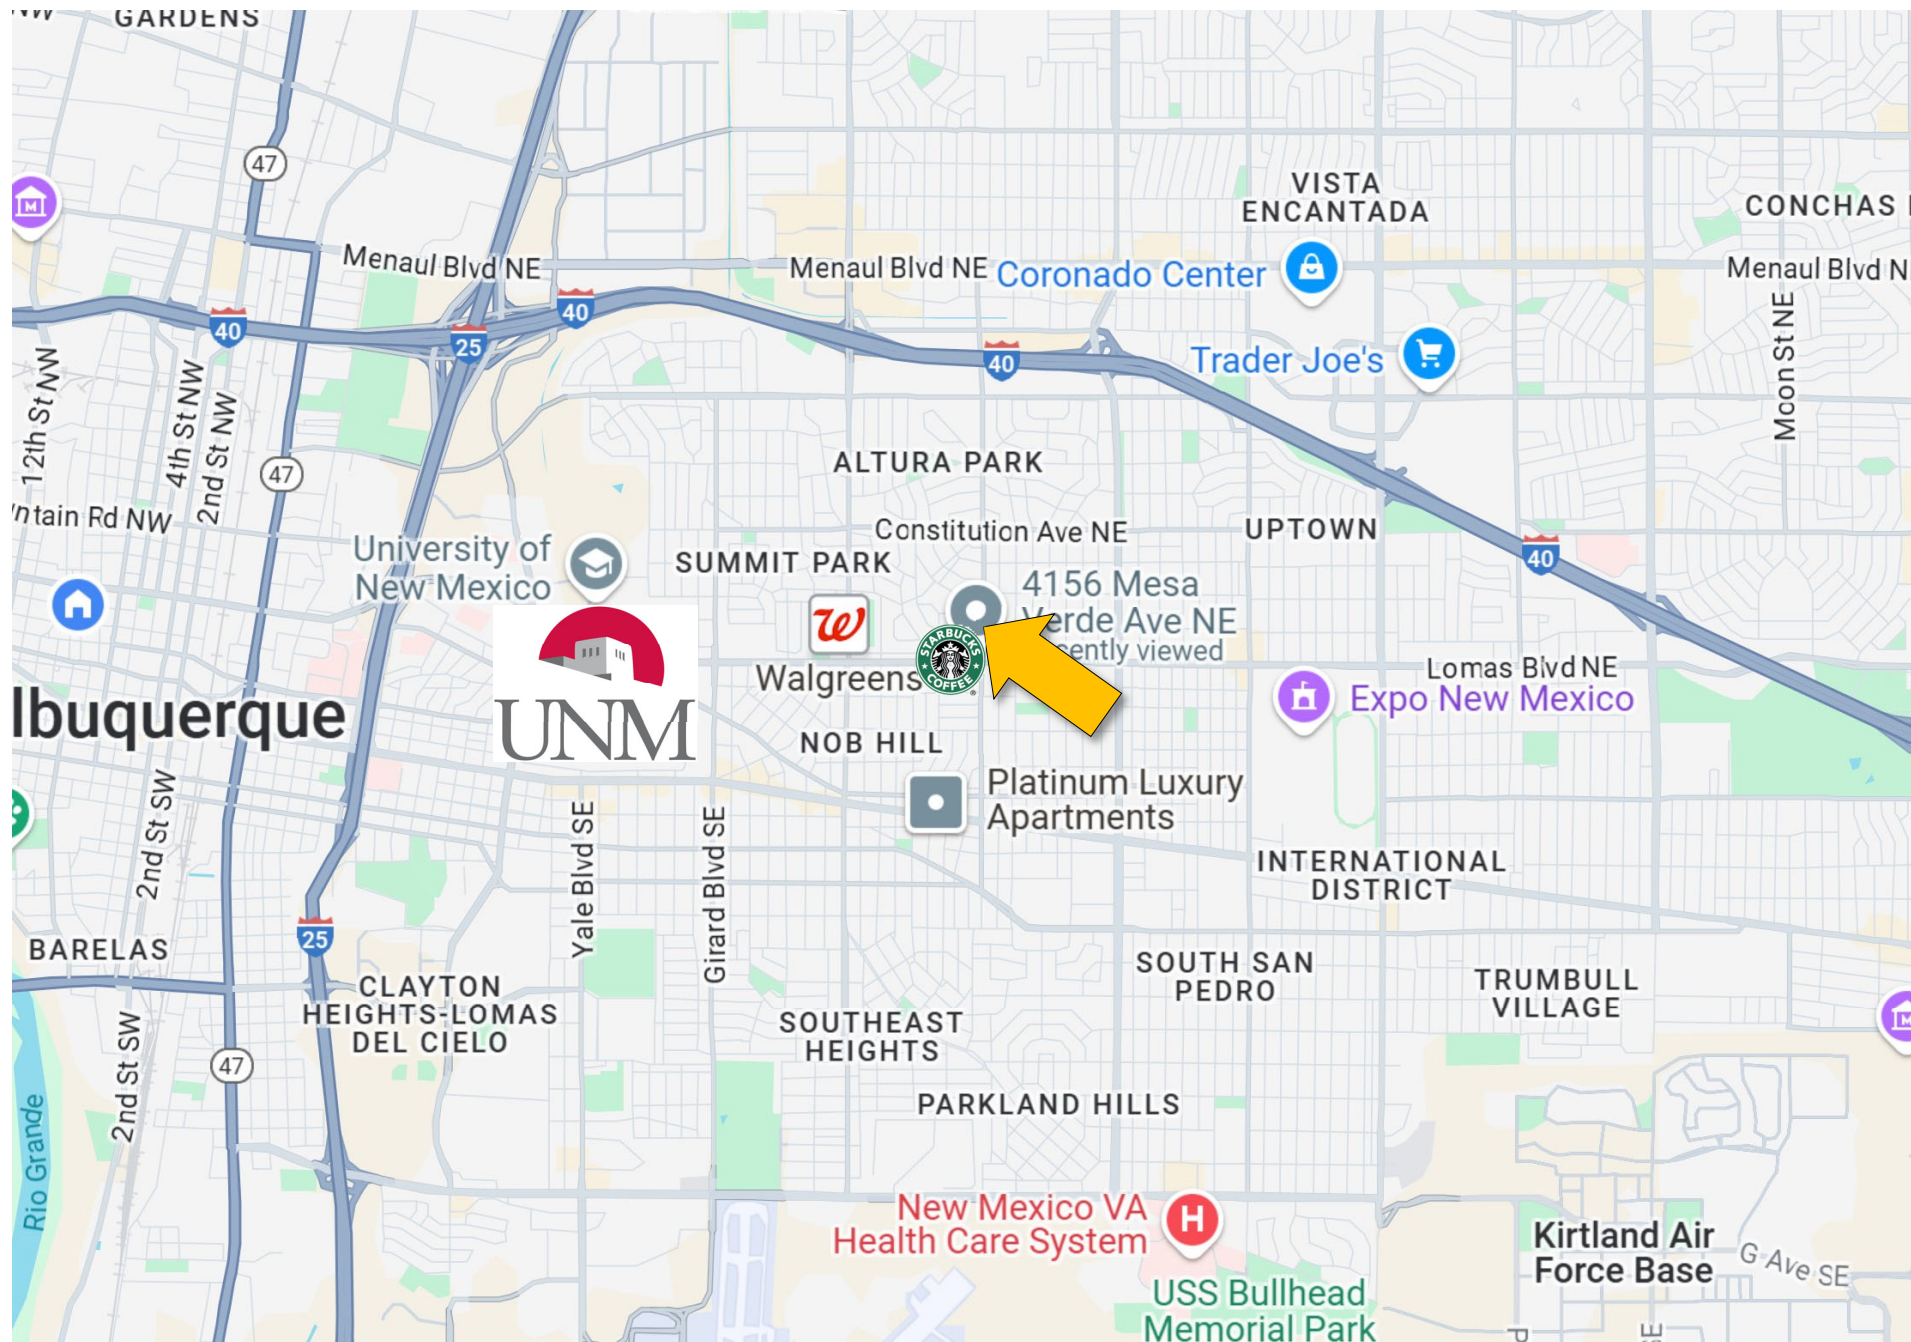 GARDENS
47
VISTA
ENCANTADA
CONCHAS
Menaul Blvd NE
Menaul Blvd NE
Coronado Center
Menaul Blvd N
40
25
40
40
Trader Joe's
Moon St NE
12th St NW
4th St NW
2nd St NW
47
ALTURA PARK
ntain Rd NW
Constitution Ave NE
UPTOWN
40
University of
New Mexico
SUMMIT PARK
4156 Mesa
Verde Ave NE
cently viewed
W
Walgreens
STARBUCKS
COFFEE
UNM
Lomas Blvd NE
Expo New Mexico
lbuquerque
NOB HILL
Platinum Luxury
Apartments
2nd St SW
Yale Blvd SE
Girard Blvd SE
INTERNATIONAL
DISTRICT
25
BARELAS
CLAYTON
HEIGHTS-LOMAS
DEL CIELO
SOUTH SAN
PEDRO
TRUMBULL
VILLAGE
SOUTHEAST
HEIGHTS
2nd St SW
47
PARKLAND HILLS
Rio Grande
New Mexico VA
Health Care System
H
Kirtland Air
Force Base
G Ave SE
USS Bullhead
Memorial Park